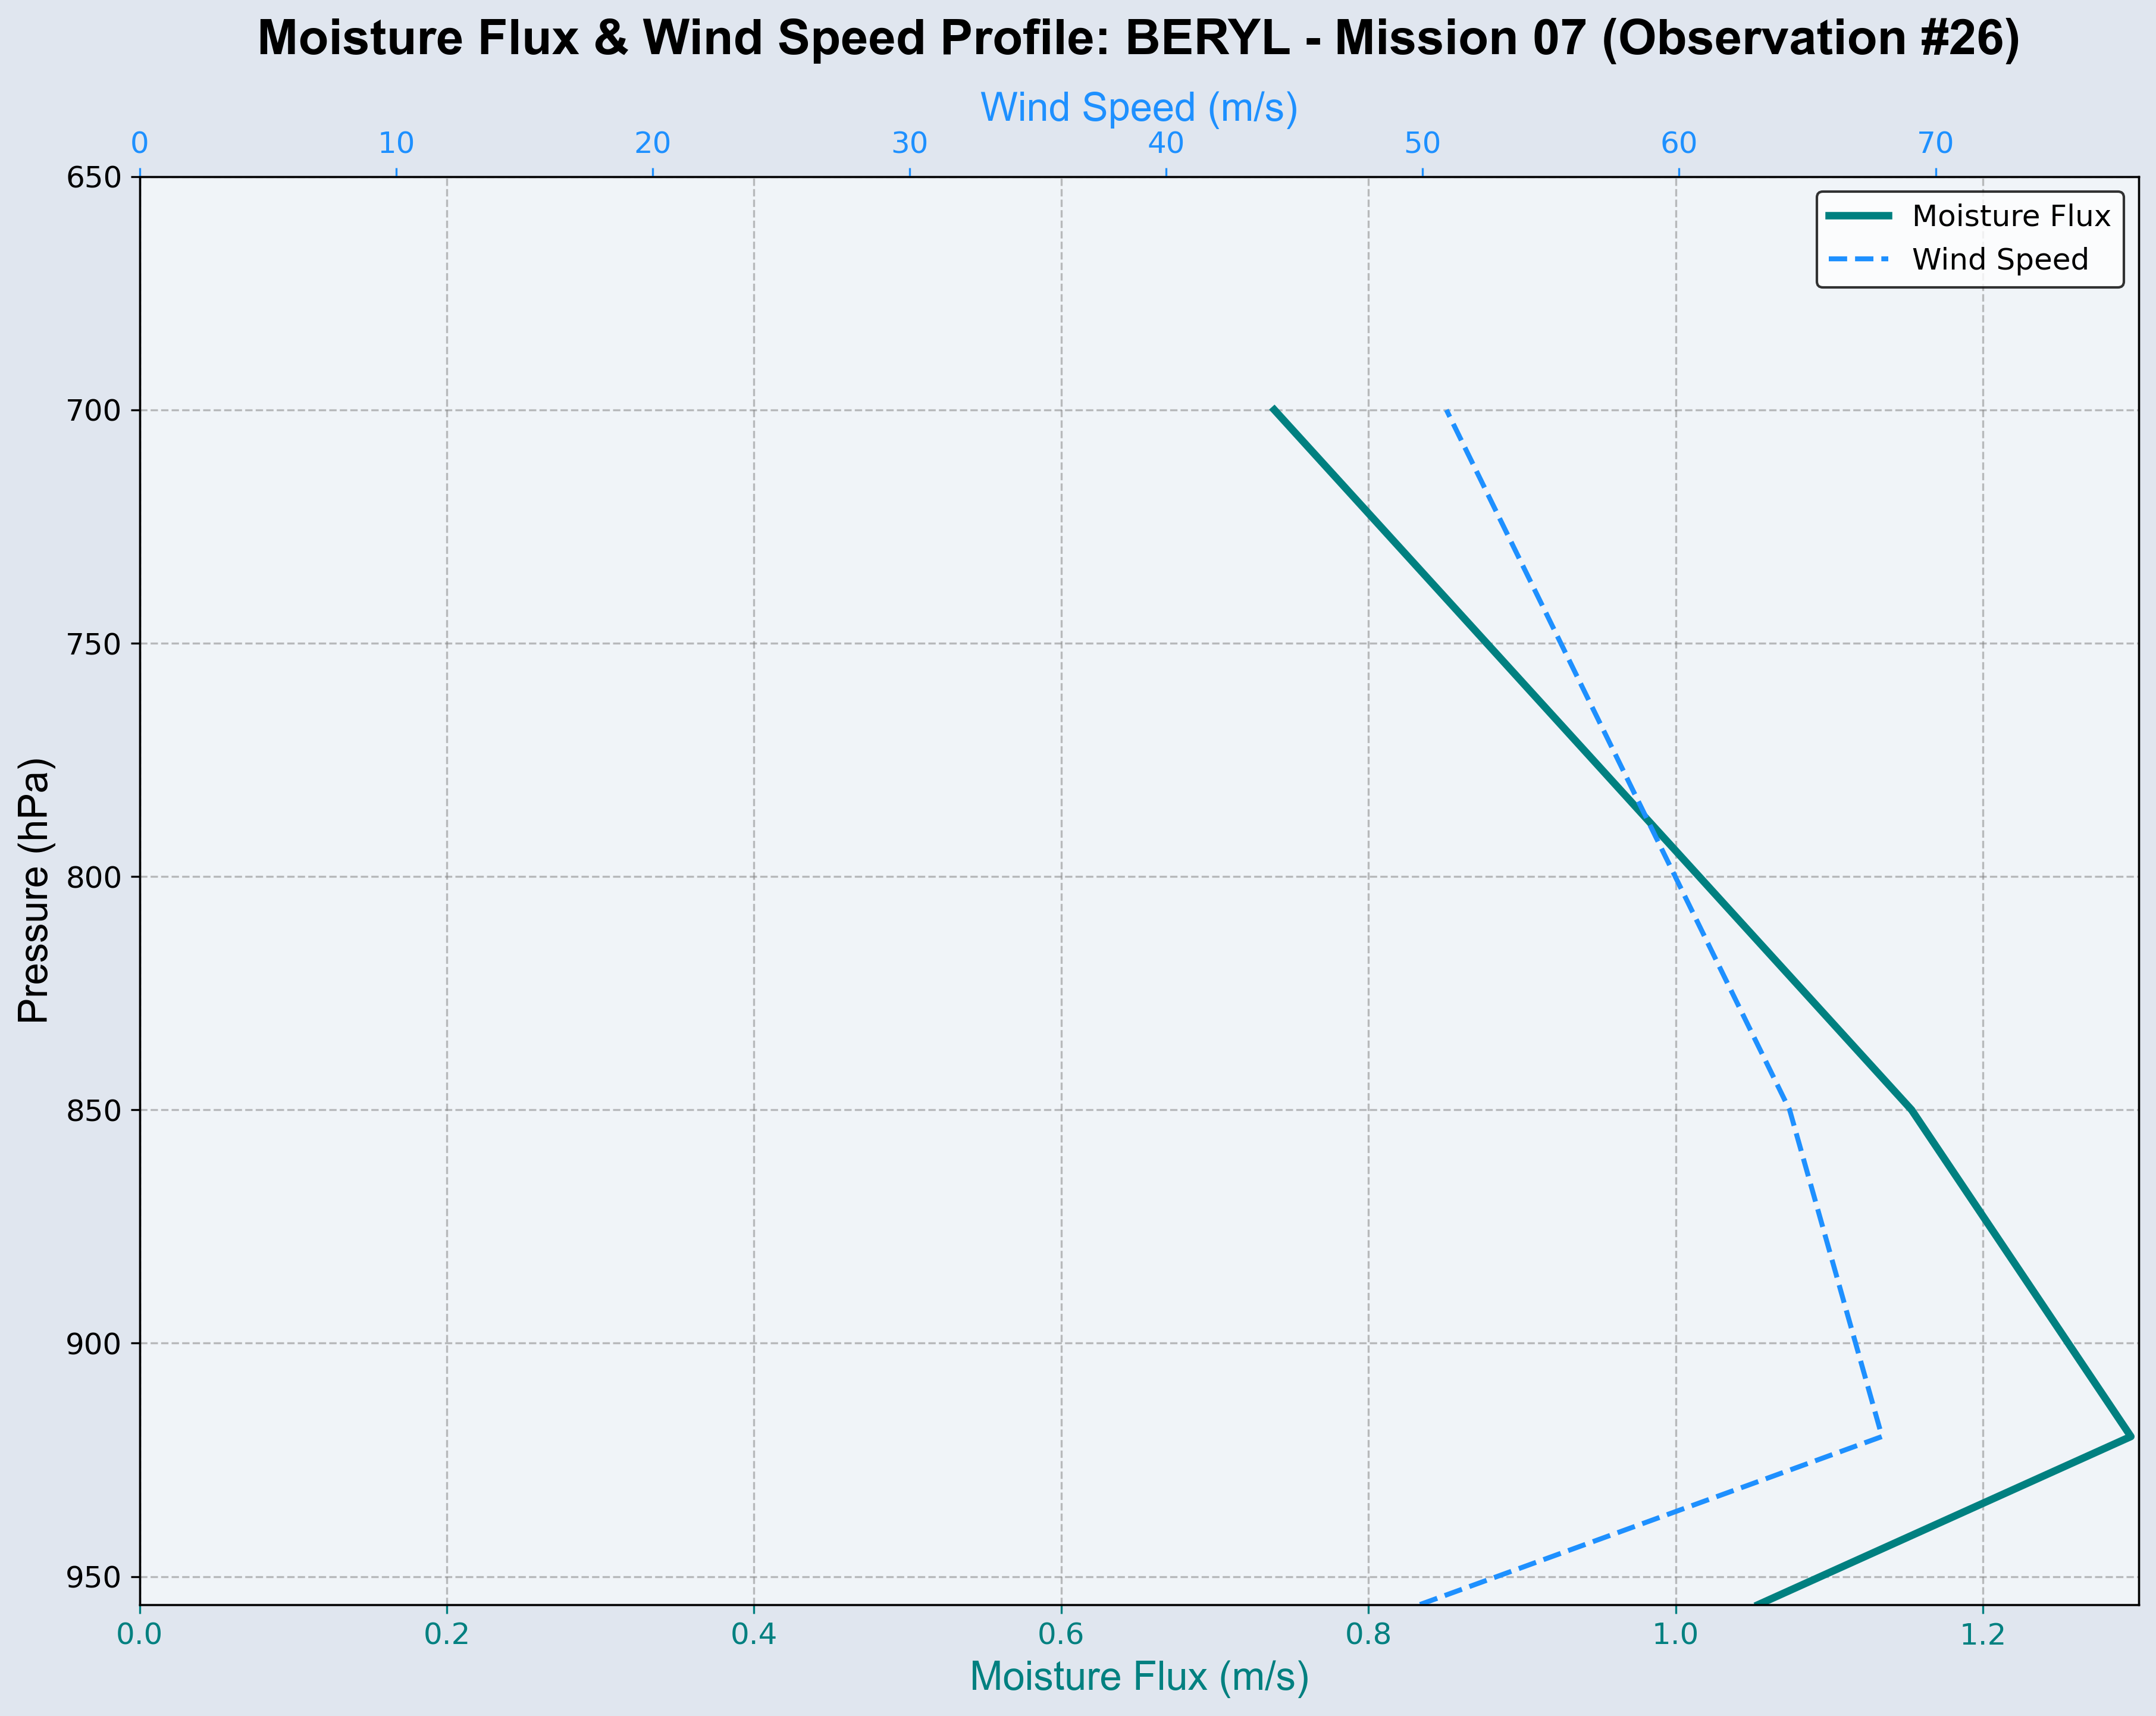 Moisture Flux & Wind Speed Profile: BERYL - Mission 07 (Observation #26)
Wind Speed (m/s)
0 10 20 30 40 50 60 70
Moisture Flux
Wind Speed
650
700
750
800
850
900
950
Pressure (hPa)
0.0 0.2 0.4 0.6 0.8 1.0 1.2
Moisture Flux (m/s)